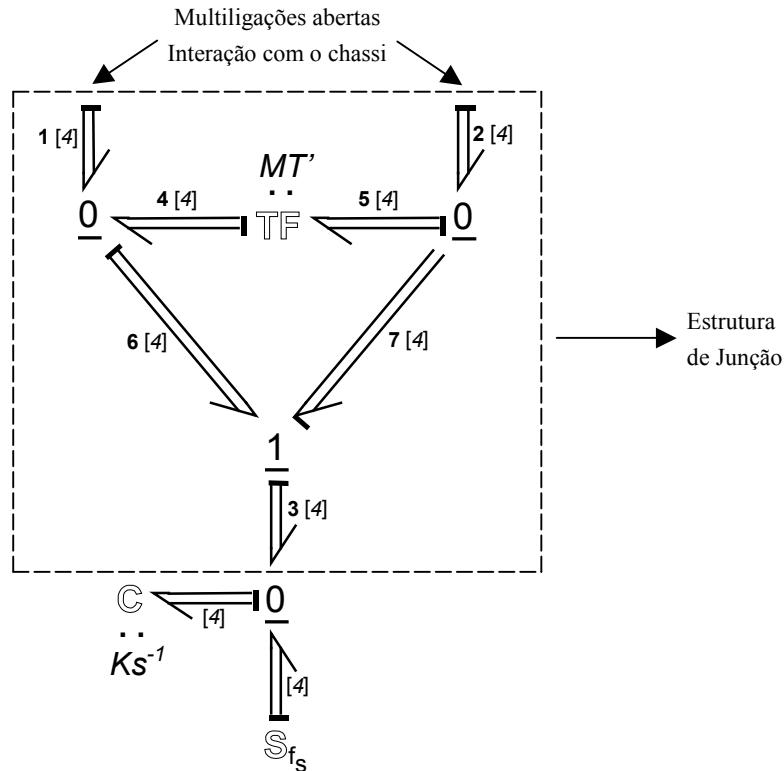 Multiligações abertas
Interação com o chassi
1 [4]
2 [4]
MT'
0
4 [4]
TF
5 [4]
0
6 [4]
7 [4]
Estrutura
de Junção
1
3 [4]
C
[4]
0
Ks⁻¹
[4]
Sfs